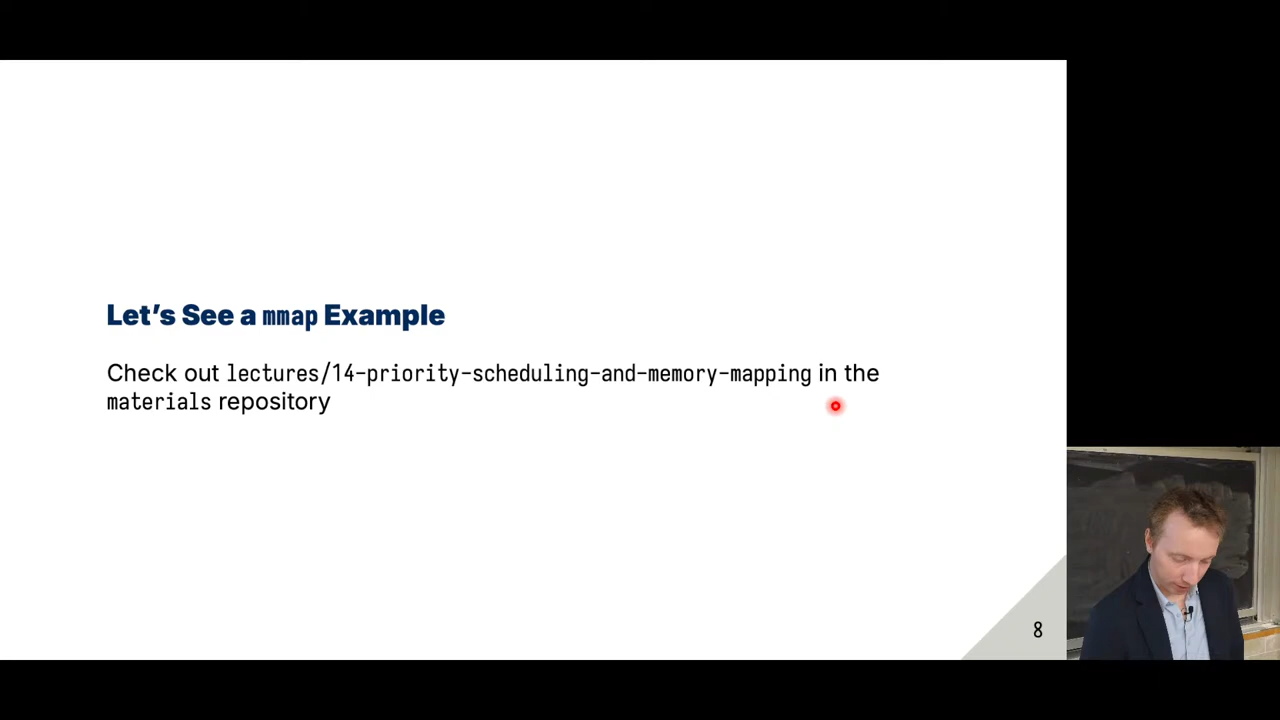 Let's See a mmap Example
Check out lectures/14-priority-scheduling-and-memory-mapping in the
materials repository
8